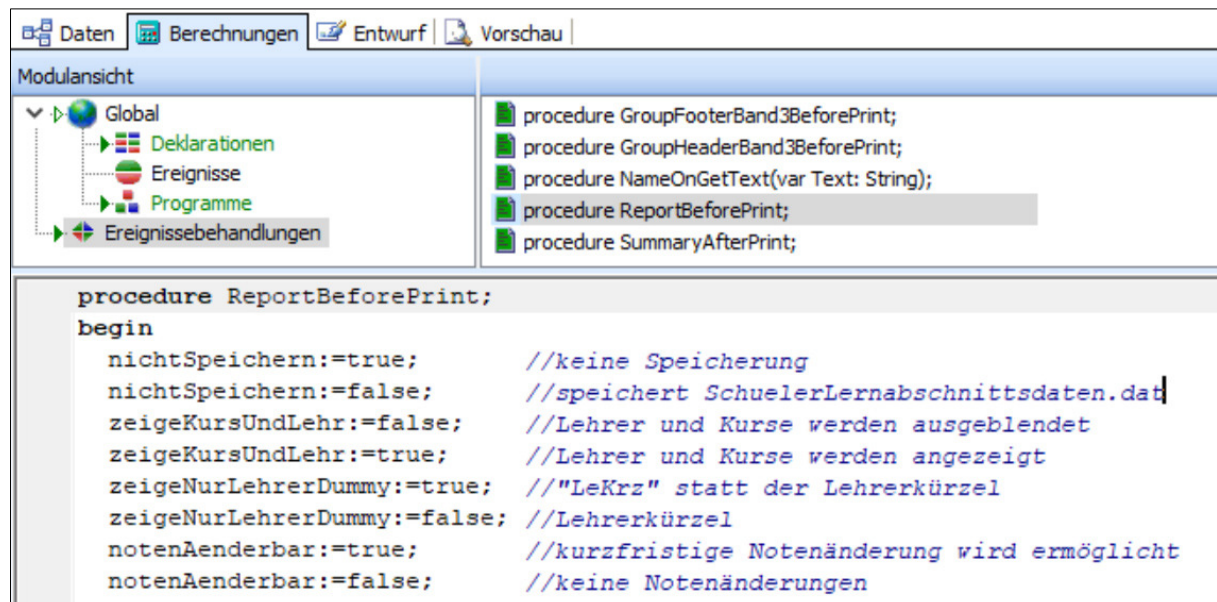 Daten Berechnungen Entwurf Vorschau
Modulansicht
Global
Deklarationen
Ereignisse
Programme
Ereignissebehandlungen
procedure GroupFooterBand3BeforePrint;
procedure GroupHeaderBand3BeforePrint;
procedure NameOnGetText(var Text: String);
procedure ReportBeforePrint;
procedure SummaryAfterPrint;
procedure ReportBeforePrint;
begin
nichtSpeichern:=true; //keine Speicherung
nichtSpeichern:=false; //speichert SchuelerLernabschnittsdaten.dat
zeigeKursUndLehr:=false; //Lehrer und Kurse werden ausgeblendet
zeigeKursUndLehr:=true; //Lehrer und Kurse werden angezeigt
zeigeNurLehrerDummy:=true; //"LeKrz" statt der Lehrerkürzel
zeigeNurLehrerDummy:=false; //Lehrerkürzel
notenAenderbar:=true; //kurzfristige Notenänderung wird ermöglicht
notenAenderbar:=false; //keine Notenänderungen